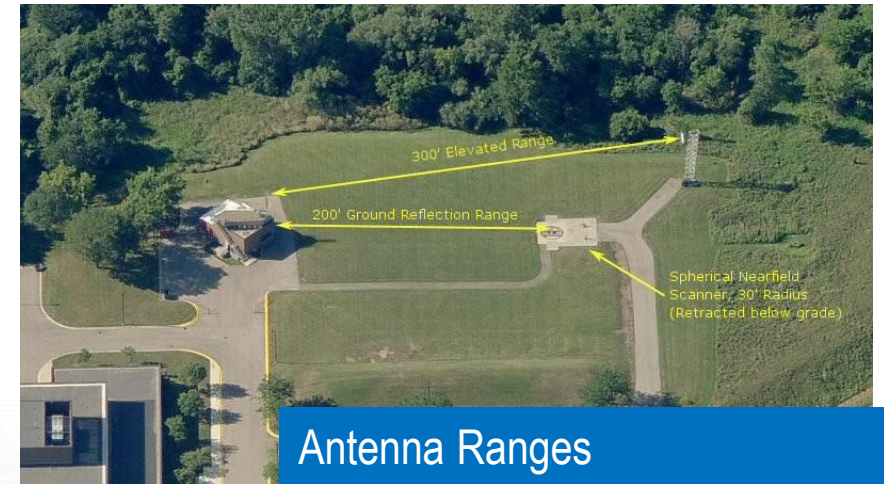 300' Elevated Range
200' Ground Reflection Range
Spherical Nearfield
Scanner, 30' Radius
(Retracted below grade)
Antenna Ranges